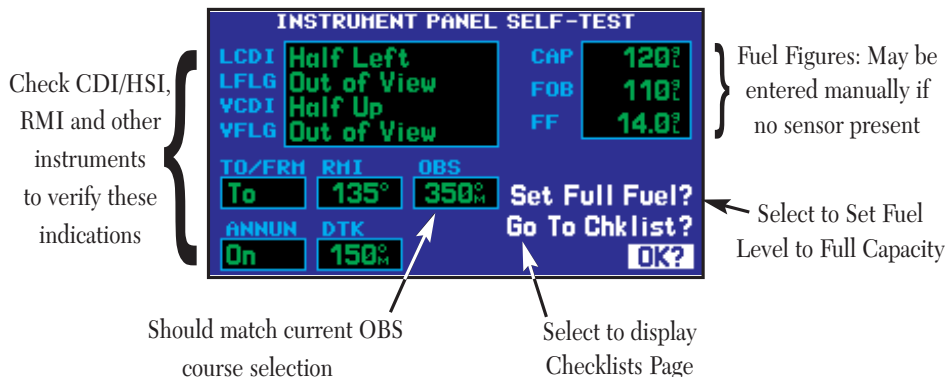 INSTRUMENT PANEL SELF-TEST
Check CDI/HSI,
RMI and other
instruments
to verify these
indications
LCDI Half Left
LFLG Out of View
VCDI Half Up
VFLG Out of View
CAP 120 gL
FOB 110 gL
FF 14.0 gL
Fuel Figures: May be
entered manually if
no sensor present
TO/FRM RMI OBS
To 135° 350°M
ANNUN DTK
On 150°M
Set Full Fuel?
Go To Chklist?
OK?
Select to Set Fuel
Level to Full Capacity
Should match current OBS
course selection
Select to display
Checklists Page